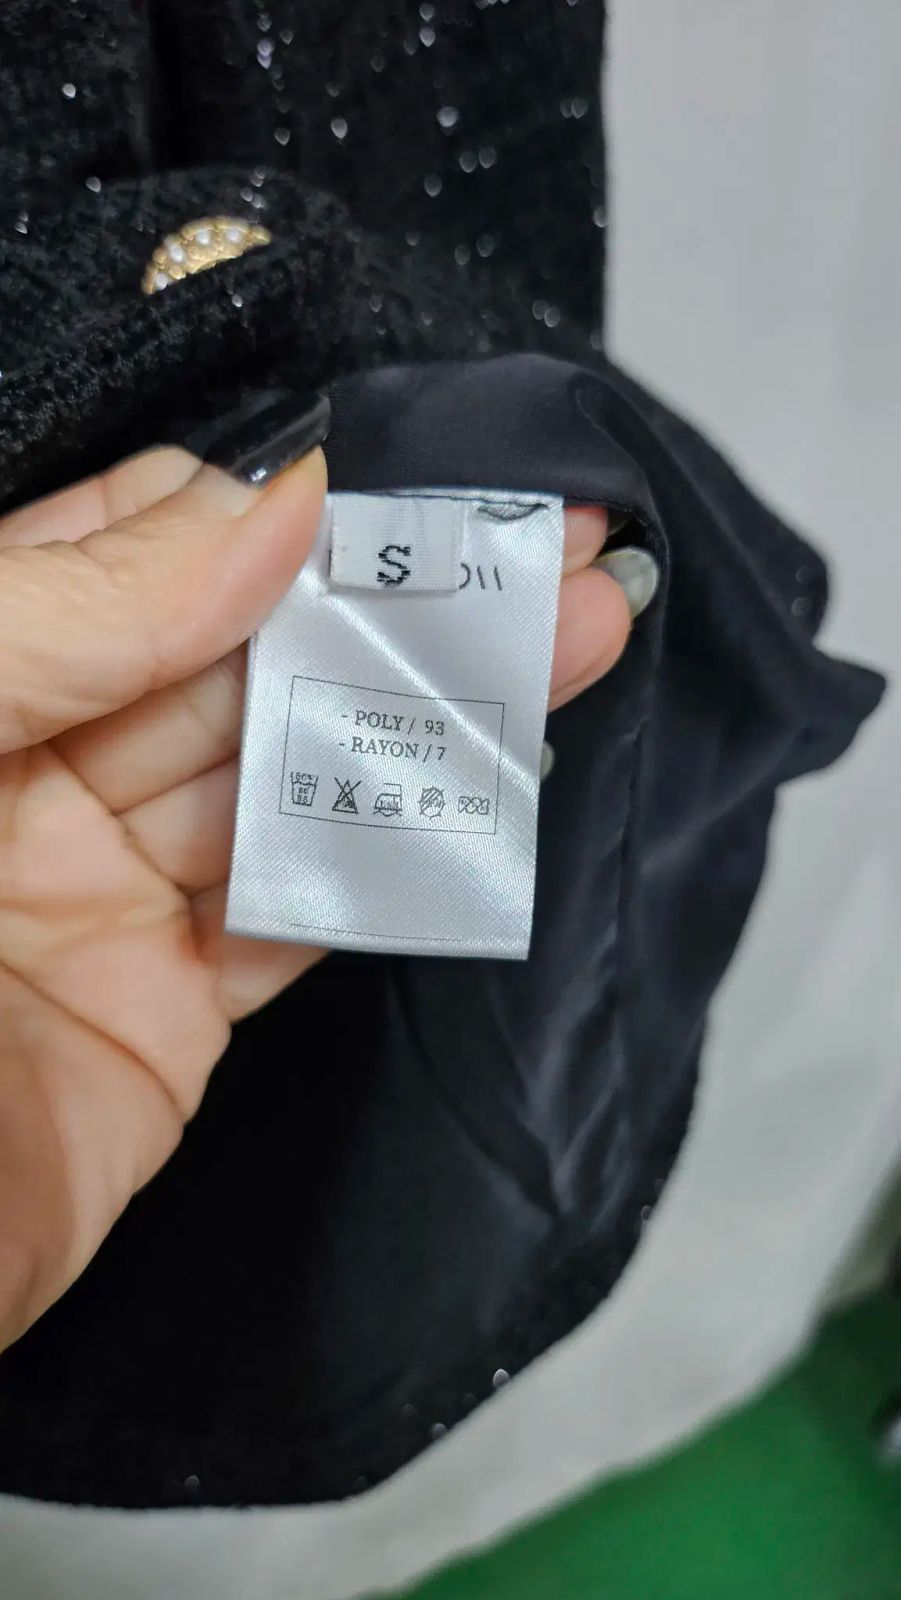 S
- POLY / 93
- RAYON / 7